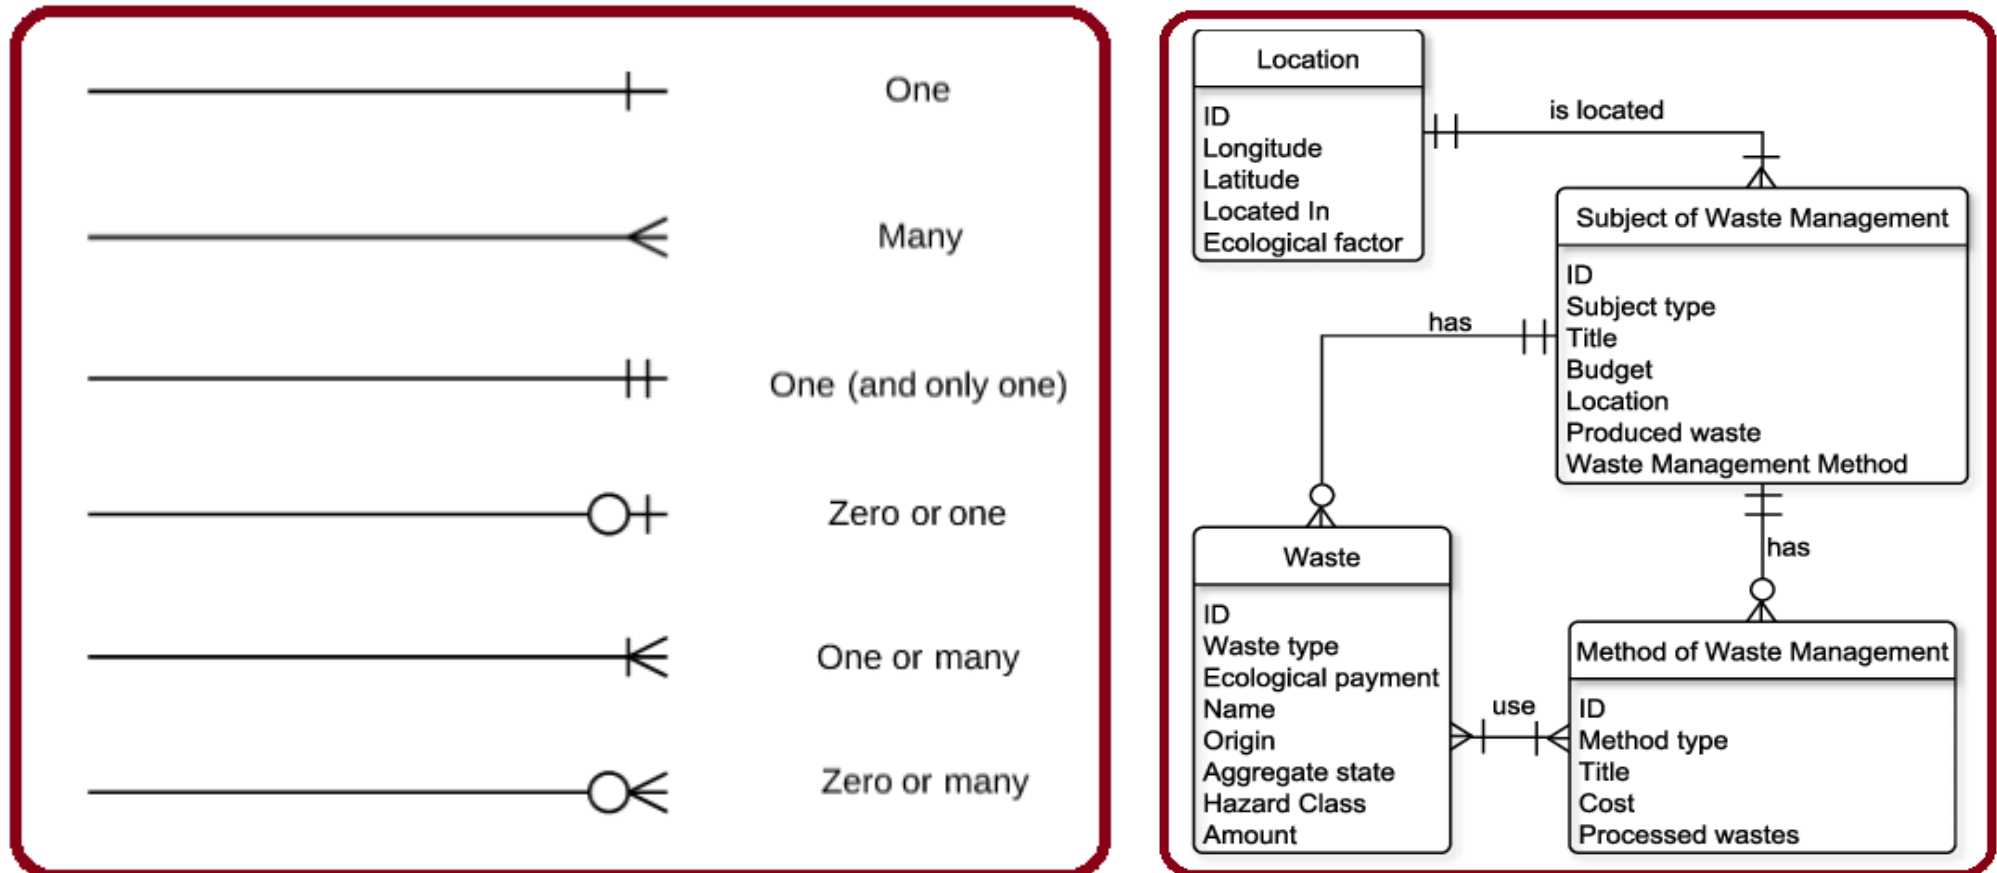 One
Many
One (and only one)
Zero or one
One or many
Zero or many
Location
ID
Longitude
Latitude
Located In
Ecological factor
is located
Subject of Waste Management
ID
Subject type
Title
Budget
Location
Produced waste
Waste Management Method
has
has
Waste
ID
Waste type
Ecological payment
Name
Origin
Aggregate state
Hazard Class
Amount
use
Method of Waste Management
ID
Method type
Title
Cost
Processed wastes